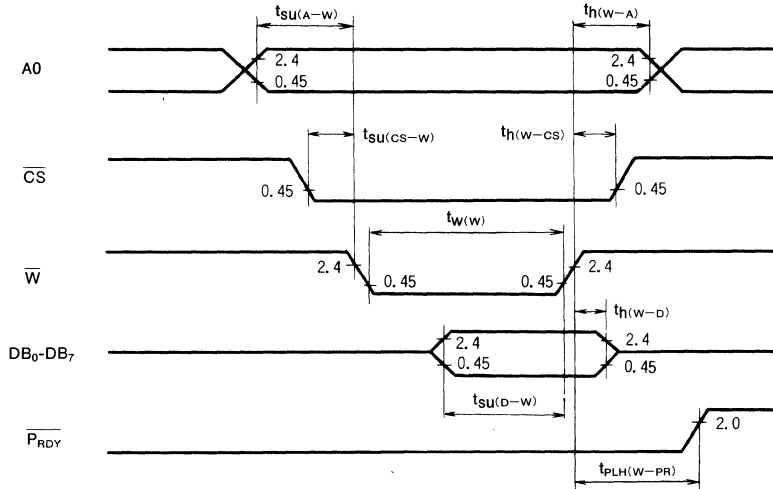 tsu(A-W) th(W-A)
A0 2.4 2.4
0.45 0.45
tsu(CS-W) th(W-CS)
CS 0.45 0.45
tW(W)
W 2.4 0.45 0.45 2.4
th(W-D)
DB0-DB7 2.4 2.4
0.45 0.45
tsu(D-W)
PRDY 2.0
tPLH(W-PR)